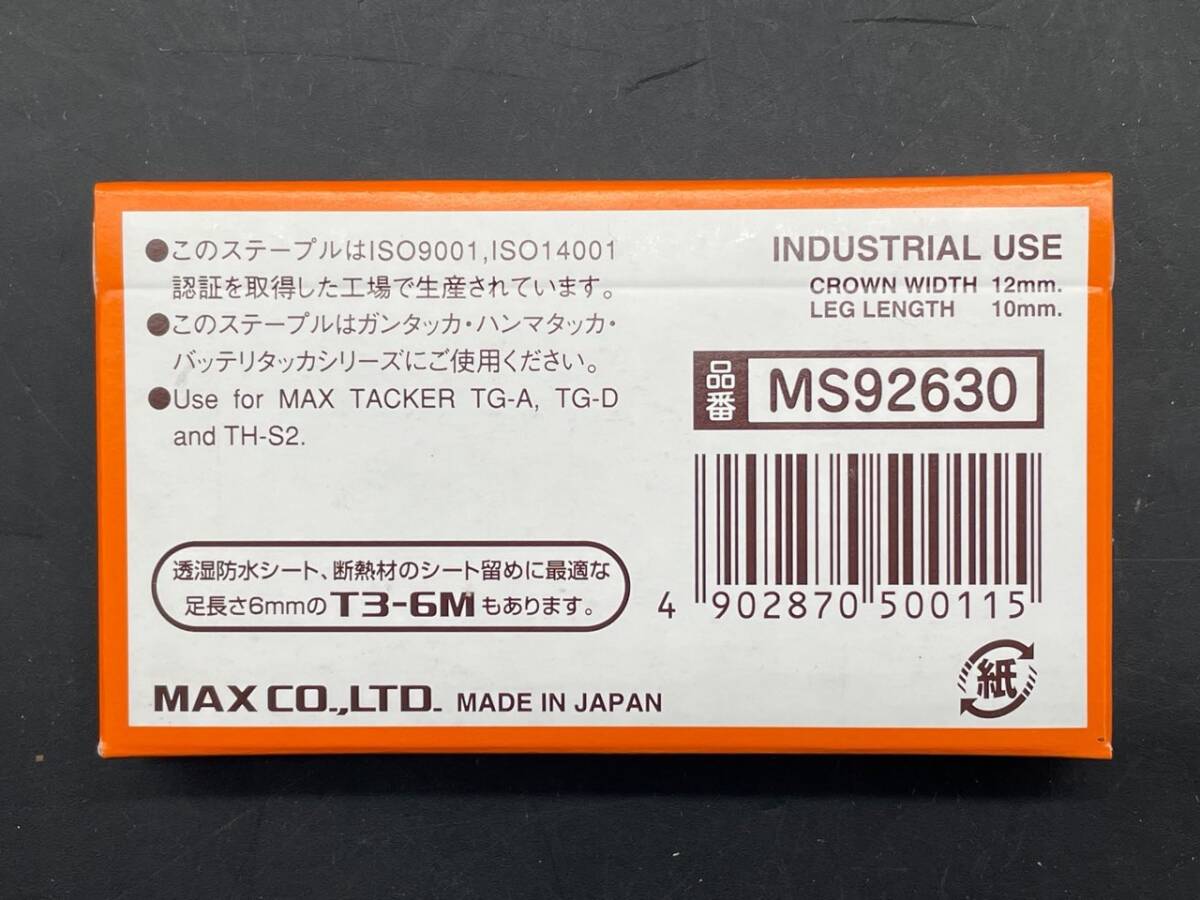 ●このステープルはISO9001,ISO14001
認証を取得した工場で生産されています。
●このステープルはガンタッカ・ハンマタッカ・
バッテリタッカシリーズにご使用ください。
●Use for MAX TACKER TG-A, TG-D
and TH-S2.
透湿防水シート、断熱材のシート留めに最適な
足長さ6mmのT3-6Mもあります。
MAX CO.,LTD. MADE IN JAPAN
INDUSTRIAL USE
CROWN WIDTH 12mm.
LEG LENGTH 10mm.
品番 MS92630
4 902870 500115
紙